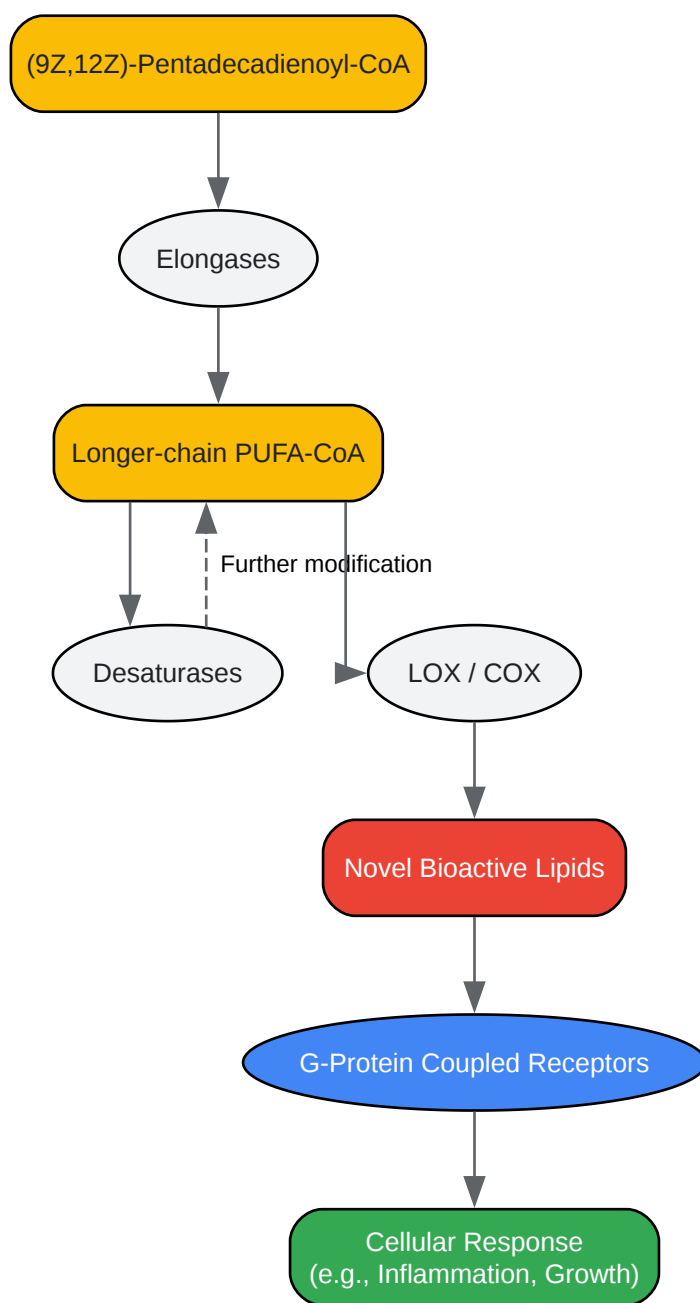 (9Z,12Z)-Pentadecadienoyl-CoA
Elongases
Longer-chain PUFA-CoA
Further modification
Desaturases
LOX / COX
Novel Bioactive Lipids
G-Protein Coupled Receptors
Cellular Response
(e.g., Inflammation, Growth)